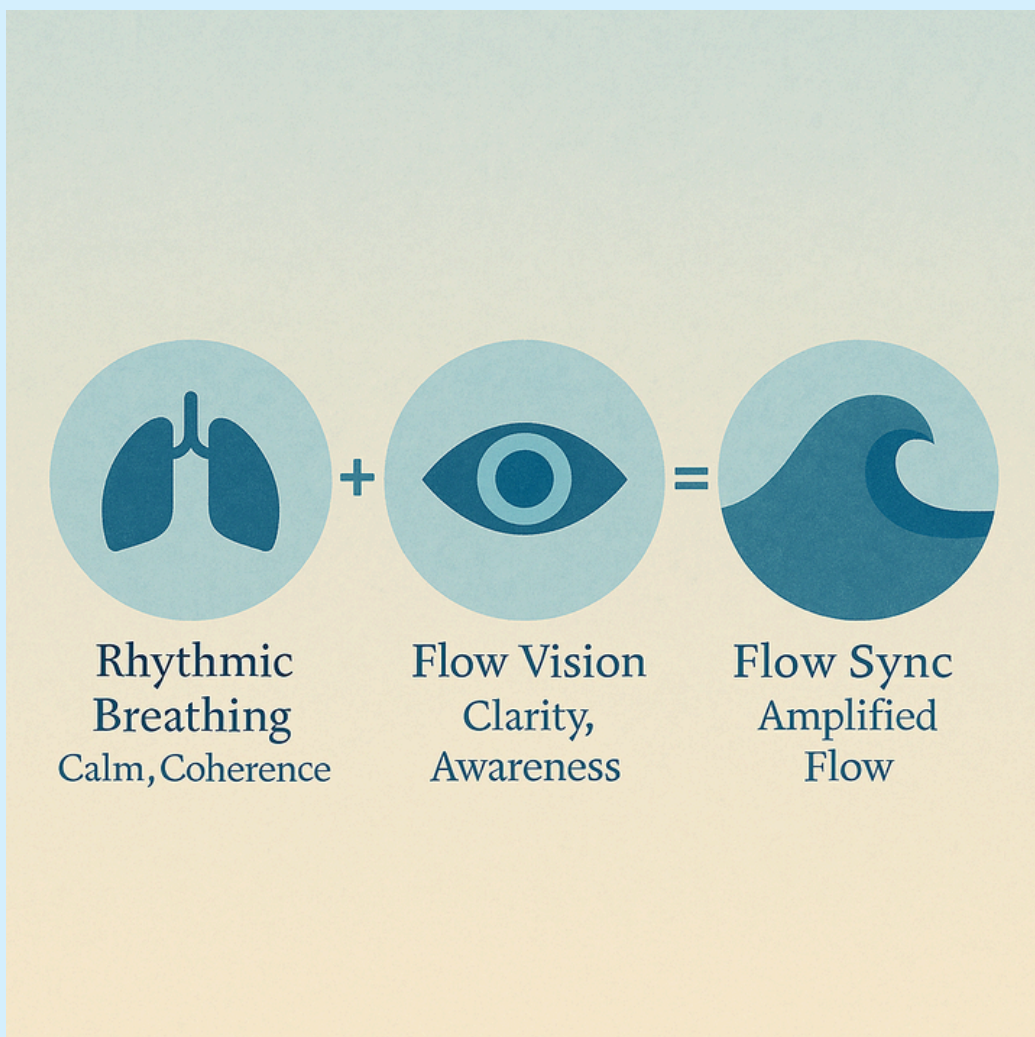 +
=
Rhythmic
Breathing
Calm, Coherence
Flow Vision
Clarity,
Awareness
Flow Sync
Amplified
Flow